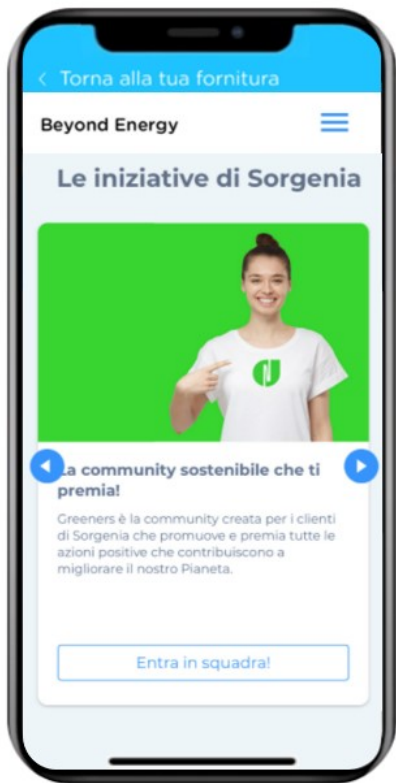 Torna alla tua fornitura
Beyond Energy
Le iniziative di Sorgenia
La community sostenibile che ti
premia!
Greeners è la community creata per i clienti
di Sorgenia che promuove e premia tutte le
azioni positive che contribuiscono a
migliorare il nostro Pianeta.
Entra in squadra!